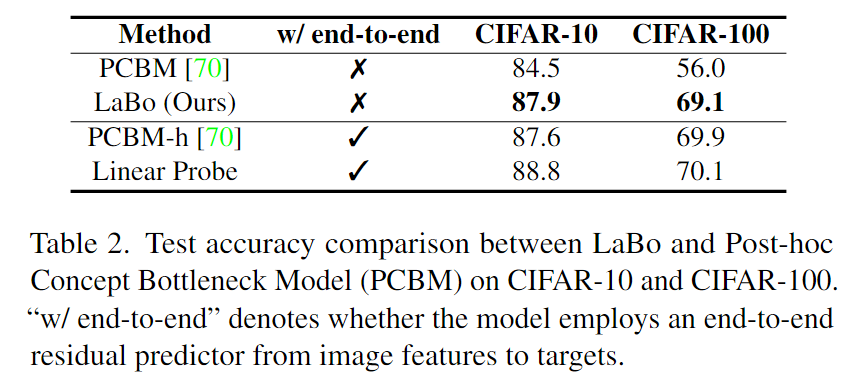 Method w/ end-to-end CIFAR-10 CIFAR-100
PCBM [70] ✗ 84.5 56.0
LaBo (Ours) ✗ 87.9 69.1
PCBM-h [70] ✓ 87.6 69.9
Linear Probe ✓ 88.8 70.1
Table 2. Test accuracy comparison between LaBo and Post-hoc
Concept Bottleneck Model (PCBM) on CIFAR-10 and CIFAR-100.
“w/ end-to-end” denotes whether the model employs an end-to-end
residual predictor from image features to targets.